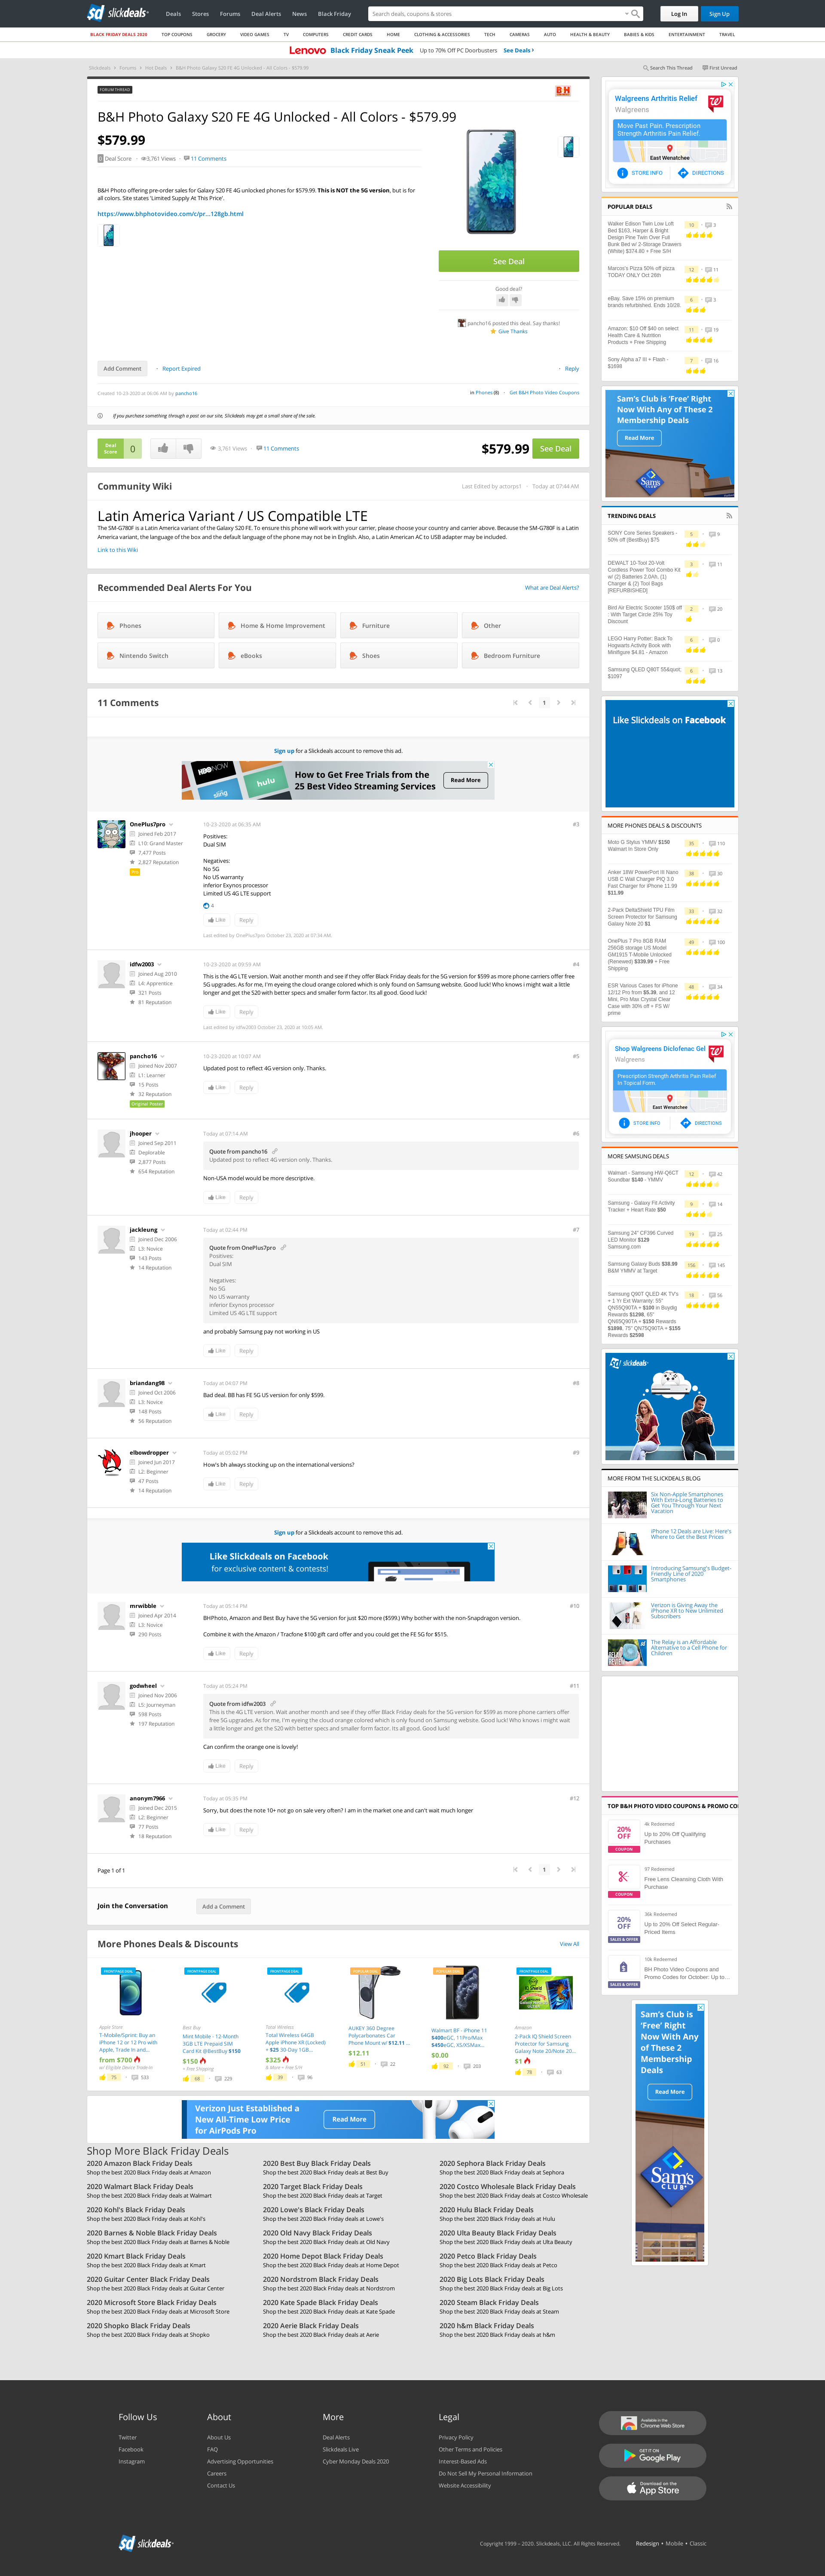 slickdeals
Deals Stores Forums Deal Alerts News Black Friday
Search deals, coupons & stores
Log In Sign Up
BLACK FRIDAY DEALS 2020 TOP COUPONS GROCERY VIDEO GAMES TV COMPUTERS CREDIT CARDS HOME CLOTHING & ACCESSORIES TECH CAMERAS AUTO HEALTH & BEAUTY BABIES & KIDS ENTERTAINMENT TRAVEL
Lenovo Black Friday Sneak Peek Up to 70% Off PC Doorbusters See Deals
Slickdeals Forums Hot Deals B&H Photo Galaxy S20 FE 4G Unlocked - All Colors - $579.99
Search This Thread First Unread
FORUM THREAD
B&H Photo Galaxy S20 FE 4G Unlocked - All Colors - $579.99
$579.99
0 Deal Score 3,761 Views 11 Comments
B&H Photo offering pre-order sales for Galaxy S20 FE 4G unlocked phones for $579.99. This is NOT the 5G version, but is for
all colors. Site states 'Limited Supply At This Price'.
https://www.bhphotovideo.com/c/pr...128gb.html
See Deal
Good deal?
pancho16 posted this deal. Say thanks!
Give Thanks
Add Comment Report Expired Reply
Created 10-23-2020 at 06:06 AM by pancho16
in Phones (8) Get B&H Photo Video Coupons
If you purchase something through a post on our site, Slickdeals may get a small share of the sale.
Deal
Score
0
3,761 Views 11 Comments
$579.99 See Deal
Community Wiki
Last Edited by actorjps1 Today at 07:44 AM
Latin America Variant / US Compatible LTE
The SM-G780F is a Latin America variant of the Galaxy S20 FE. To ensure this phone will work with your carrier, please choose your country and carrier above. Because the SM-G780F is a Latin
America variant, the language of the box and the default language of the phone may not be in English. Also, a Latin American AC to USB adapter may be included.
Link to this Wiki
Recommended Deal Alerts For You
What are Deal Alerts?
Phones Home & Home Improvement Furniture Other
Nintendo Switch eBooks Shoes Bedroom Furniture
11 Comments
1
Sign up for a Slickdeals account to remove this ad.
HBO NOW sling hulu
How to Get Free Trials from the
25 Best Video Streaming Services
Read More
OnePlus7pro
Joined Feb 2017
L10: Grand Master
7,477 Posts
2,827 Reputation
Pro
10-23-2020 at 06:35 AM #3
Positives:
Dual SIM
Negatives:
No 5G
No US warranty
inferior Exynos processor
Limited US 4G LTE support
4
Like Reply
Last edited by OnePlus7pro October 23, 2020 at 07:34 AM
idfw2003
Joined Aug 2010
L4: Apprentice
321 Posts
81 Reputation
10-23-2020 at 09:59 AM #4
This is the 4G LTE version. Wait another month and see if they offer Black Friday deals for the 5G version for $599 as more phone carriers offer free
5G upgrades. As for me, I'm eyeing the cloud orange colored which is only found on Samsung website. Good luck! Who knows i might wait a little
longer and get the S20 with better specs and smaller form factor. Its all good. Good luck!
Like Reply
Last edited by idfw2003 October 23, 2020 at 10:05 AM
pancho16
Joined Nov 2007
L1: Learner
15 Posts
32 Reputation
Original Poster
10-23-2020 at 10:07 AM #5
Updated post to reflect 4G version only. Thanks.
Like Reply
jhooper
Joined Sep 2011
Deplorable
2,877 Posts
654 Reputation
Today at 07:14 AM #6
Quote from pancho16
Updated post to reflect 4G version only. Thanks.
Non-USA model would be more descriptive.
Like Reply
jackleung
Joined Dec 2006
L3: Novice
143 Posts
14 Reputation
Today at 02:44 PM #7
Quote from OnePlus7pro
Positives:
Dual SIM
Negatives:
No 5G
No US warranty
inferior Exynos processor
Limited US 4G LTE support
and probably Samsung pay not working in US
Like Reply
briandang98
Joined Oct 2006
L3: Novice
148 Posts
56 Reputation
Today at 04:07 PM #8
Bad deal. BB has FE 5G US version for only $599.
Like Reply
elbowdropper
Joined Jun 2017
L2: Beginner
47 Posts
14 Reputation
Today at 05:02 PM #9
How's bh always stocking up on the international versions?
Like Reply
Sign up for a Slickdeals account to remove this ad.
Like Slickdeals on Facebook
for exclusive content & contests!
mrwibble
Joined Apr 2014
L3: Novice
290 Posts
Today at 05:14 PM #10
BHPhoto, Amazon and Best Buy have the 5G version for just $20 more ($599.) Why bother with the non-Snapdragon version.
Combine it with the Amazon / Tracfone $100 gift card offer and you could get the FE 5G for $515.
Like Reply
godwheel
Joined Nov 2006
L5: Journeyman
598 Posts
197 Reputation
Today at 05:24 PM #11
Quote from idfw2003
This is the 4G LTE version. Wait another month and see if they offer Black Friday deals for the 5G version for $599 as more phone carriers offer
free 5G upgrades. As for me, I'm eyeing the cloud orange colored which is only found on Samsung website. Good luck! Who knows i might wait
a little longer and get the S20 with better specs and smaller form factor. Its all good. Good luck!
Can confirm the orange one is lovely!
Like Reply
anonym7966
Joined Dec 2015
L2: Beginner
77 Posts
18 Reputation
Today at 05:35 PM #12
Sorry, but does the note 10+ not go on sale very often? I am in the market one and can't wait much longer
Like Reply
Page 1 of 1
1
Join the Conversation Add a Comment
More Phones Deals & Discounts View All
Apple Store
T-Mobile/Sprint: Buy an
iPhone 12 or 12 Pro with
Apple, Trade In and...
from $700
w/ Eligible Device Trade-In
75 533
Best Buy
Mint Mobile - 12-Month
3GB LTE Prepaid SIM
Card Kit @BestBuy $150
$150
+ Free Shipping
68 229
Total Wireless
Total Wireless 64GB
Apple iPhone XR (Locked)
+ $25 30-Day 1GB...
$325
& More + Free S/H
39 96
AUKEY 360 Degree
Polycarbonates Car
Phone Mount w/ $12.11 ...
$12.11
51 22
Walmart BF - iPhone 11
$400eGC, 11Pro/Max
$450eGC, XS/XSMax...
$0.00
92 203
Amazon
2-Pack IQ Shield Screen
Protector for Samsung
Galaxy Note 20/Note 20...
$1
78 63
Verizon Just Established a
New All-Time Low Price
for AirPods Pro
Read More
Shop More Black Friday Deals
2020 Amazon Black Friday Deals
Shop the best 2020 Black Friday deals at Amazon
2020 Best Buy Black Friday Deals
Shop the best 2020 Black Friday deals at Best Buy
2020 Sephora Black Friday Deals
Shop the best 2020 Black Friday deals at Sephora
2020 Walmart Black Friday Deals
Shop the best 2020 Black Friday deals at Walmart
2020 Target Black Friday Deals
Shop the best 2020 Black Friday deals at Target
2020 Costco Wholesale Black Friday Deals
Shop the best 2020 Black Friday deals at Costco Wholesale
2020 Kohl's Black Friday Deals
Shop the best 2020 Black Friday deals at Kohl's
2020 Lowe's Black Friday Deals
Shop the best 2020 Black Friday deals at Lowe's
2020 Hulu Black Friday Deals
Shop the best 2020 Black Friday deals at Hulu
2020 Barnes & Noble Black Friday Deals
Shop the best 2020 Black Friday deals at Barnes & Noble
2020 Old Navy Black Friday Deals
Shop the best 2020 Black Friday deals at Old Navy
2020 Ulta Beauty Black Friday Deals
Shop the best 2020 Black Friday deals at Ulta Beauty
2020 Kmart Black Friday Deals
Shop the best 2020 Black Friday deals at Kmart
2020 Home Depot Black Friday Deals
Shop the best 2020 Black Friday deals at Home Depot
2020 Petco Black Friday Deals
Shop the best 2020 Black Friday deals at Petco
2020 Guitar Center Black Friday Deals
Shop the best 2020 Black Friday deals at Guitar Center
2020 Nordstrom Black Friday Deals
Shop the best 2020 Black Friday deals at Nordstrom
2020 Big Lots Black Friday Deals
Shop the best 2020 Black Friday deals at Big Lots
2020 Microsoft Store Black Friday Deals
Shop the best 2020 Black Friday deals at Microsoft Store
2020 Kate Spade Black Friday Deals
Shop the best 2020 Black Friday deals at Kate Spade
2020 Steam Black Friday Deals
Shop the best 2020 Black Friday deals at Steam
2020 Shopko Black Friday Deals
Shop the best 2020 Black Friday deals at Shopko
2020 Aerie Black Friday Deals
Shop the best 2020 Black Friday deals at Aerie
2020 h&m Black Friday Deals
Shop the best 2020 Black Friday deals at h&m
Walgreens Arthritis Relief
Walgreens
Move Past Pain. Prescription
Strength Arthritis Pain Relief.
East Wenatchee
STORE INFO DIRECTIONS
POPULAR DEALS
Walker Edison Twin Low Loft
Bed $163, Harper & Bright
Design Pine Twin Over Full
Bunk Bed w/ 2-Storage Drawers
(White) $374.80 + Free S/H
10 3
Marcos's Pizza 50% off pizza
TODAY ONLY Oct 26th
12 11
eBay. Save 15% on premium
brands refurbished. Ends 10/29.
6 3
Amazon: $10 Off $40 on select
Health Care & Nutrition
Products + Free Shipping
11 19
Sony Alpha a7 III + Flash -
$1698
7 16
Sam's Club is 'Free' Right
Now With Any of These 2
Membership Deals
Read More
Sam's CLUB
TRENDING DEALS
SONY Core Series Speakers -
50% off (BestBuy) $75
5 9
DEWALT 10-Tool 20-Volt
Cordless Power Tool Combo Kit
w/ (2) Batteries 2.0Ah, (1)
Charger & (2) Tool Bags
[REFURBISHED]
3 11
Bird Air Electric Scooter 150$ off
: With Target Circle 25% Toy
Discount
2 20
LEGO Harry Potter: Back To
Hogwarts Activity Book with
Minifigure $4.81 - Amazon
6 0
Samsung QLED Q80T 55&quot;
$1097
6 13
Like Slickdeals on Facebook
MORE PHONES DEALS & DISCOUNTS
Moto G Stylus YMMV $150
Walmart In Store Only
35 110
Anker 18W PowerPort III Nano
USB C Wall Charger PIQ 3.0
Fast Charger for iPhone 11.99
$11.99
38 30
2-Pack DeltaShield TPU Film
Screen Protector for Samsung
Galaxy Note 20 $1
33 32
OnePlus 7 Pro 8GB RAM
256GB storage US Model
GM1915 T-Mobile Unlocked
(Renewed) $339.99 + Free
Shipping
49 100
ESR Various Cases for iPhone
12/12 Pro from $5.39, and 12
Mini, Pro Max Crystal Clear
Case with 30% off + FS W/
prime
48 34
Shop Walgreens Diclofenac Gel
Walgreens
Prescription Strength Arthritis Pain Relief
In Topical Form.
East Wenatchee
STORE INFO DIRECTIONS
MORE SAMSUNG DEALS
Walmart - Samsung HW-Q6CT
Soundbar $140 - YMMV
12 42
Samsung - Galaxy Fit Activity
Tracker + Heart Rate $50
9 14
Samsung 24" CF396 Curved
LED Monitor $129
Samsung.com
19 25
Samsung Galaxy Buds $38.99
B&M YMMV at Target
156 145
Samsung Q90T QLED 4K TV's
+ 1 Yr Ext Warranty: 55"
QN55Q90TA + $100 in Buydig
Rewards $1298, 65"
QN65Q90TA + $150 Rewards
$1898, 75" QN75Q90TA + $155
Rewards $2598
18 56
slickdeals
MORE FROM THE SLICKDEALS BLOG
Six Non-Apple Smartphones
With Extra-Long Batteries to
Get You Through Your Next
Vacation
iPhone 12 Deals are Live: Here's
Where to Get the Best Prices
Introducing Samsung's Budget-
Friendly Line of 2020
Smartphones
Verizon is Giving Away the
iPhone XR to New Unlimited
Subscribers
The Relay is an Affordable
Alternative to a Cell Phone for
Children
TOP B&H PHOTO VIDEO COUPONS & PROMO CO
20%
OFF
COUPON
4k Redeemed
Up to 20% Off Qualifying
Purchases
COUPON
97 Redeemed
Free Lens Cleansing Cloth With
Purchase
20%
OFF
SALES & OFFER
36k Redeemed
Up to 20% Off Select Regular-
Priced Items
SALES & OFFER
10k Redeemed
BH Photo Video Coupons and
Promo Codes for October: Up to...
Sam's Club is
'Free' Right
Now With Any
of These 2
Membership
Deals
Read More
Sam's CLUB
Follow Us
Twitter
Facebook
Instagram
About
About Us
FAQ
Advertising Opportunities
Careers
Contact Us
More
Deal Alerts
Slickdeals Live
Cyber Monday Deals 2020
Legal
Privacy Policy
Other Terms and Policies
Interest-Based Ads
Do Not Sell My Personal Information
Website Accessibility
Available in the
Chrome Web Store
GET IT ON
Google Play
Download on the
App Store
slickdeals
Copyright 1999 - 2020. Slickdeals, LLC. All Rights Reserved. Redesign • Mobile • Classic